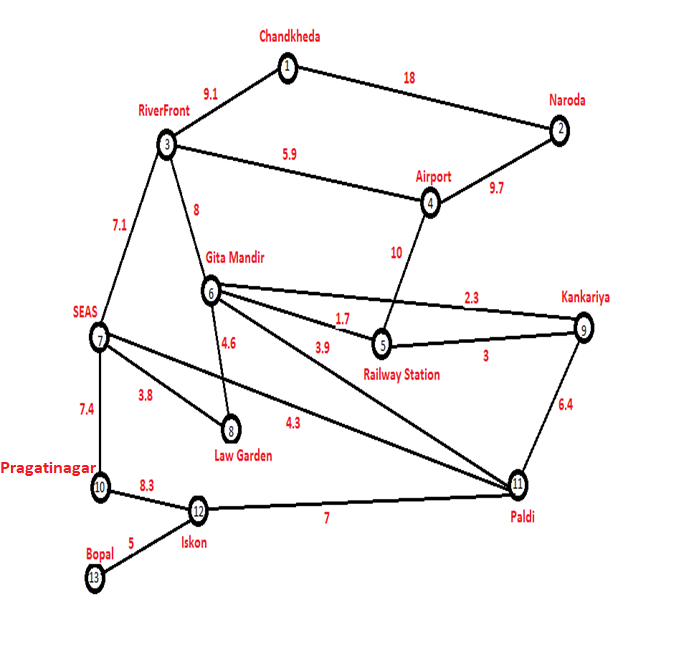 Chandkheda
1
18
9.1
Naroda
2
RiverFront
3
5.9
Airport
4
9.7
8
7.1
10
Gita Mandir
6
2.3
Kankariya
9
SEAS
7
1.7
5
3
4.6
3.9
Railway Station
3.8
7.4
4.3
6.4
8
Law Garden
Pragatinagar
10
8.3
11
12
7
Paldi
Iskon
Bopal
5
13